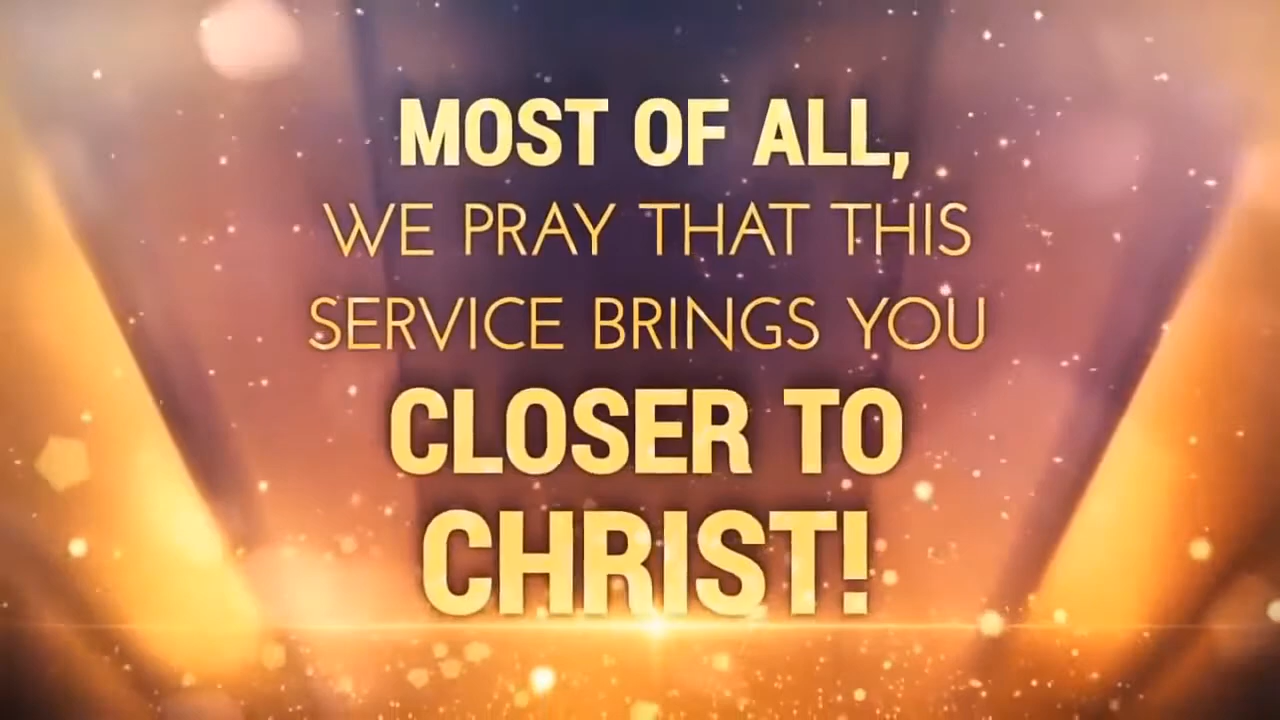 MOST OF ALL,
WE PRAY THAT THIS
SERVICE BRINGS YOU
CLOSER TO
CHRIST!